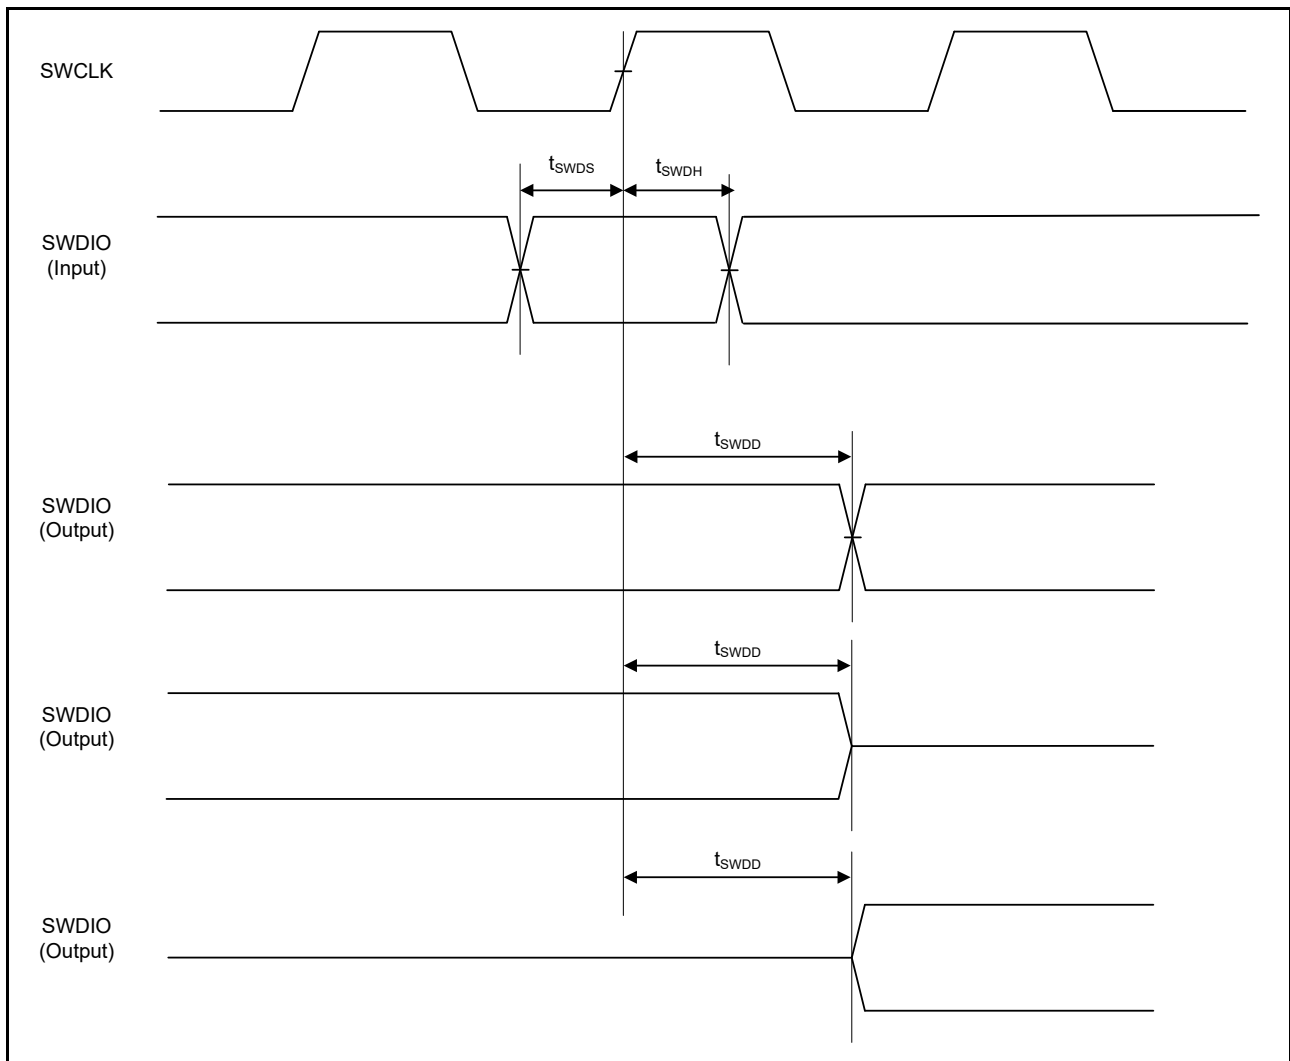 SWCLK
tSWDS
tSWDH
SWDIO
(Input)
tSWDD
SWDIO
(Output)
tSWDD
SWDIO
(Output)
tSWDD
SWDIO
(Output)